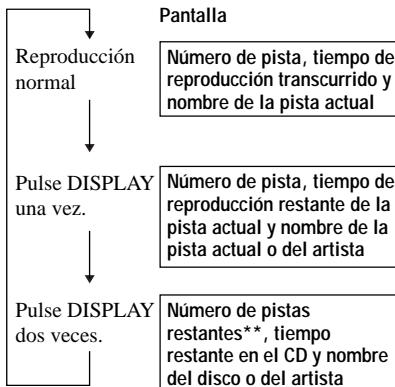 Pantalla
Reproducción
normal
Número de pista, tiempo de
reproducción transcurrido y
nombre de la pista actual
Pulse DISPLAY
una vez.
Número de pista, tiempo de
reproducción restante de la
pista actual y nombre de la
pista actual o del artista
Pulse DISPLAY
dos veces.
Número de pistas
restantes**, tiempo
restante en el CD y nombre
del disco o del artista